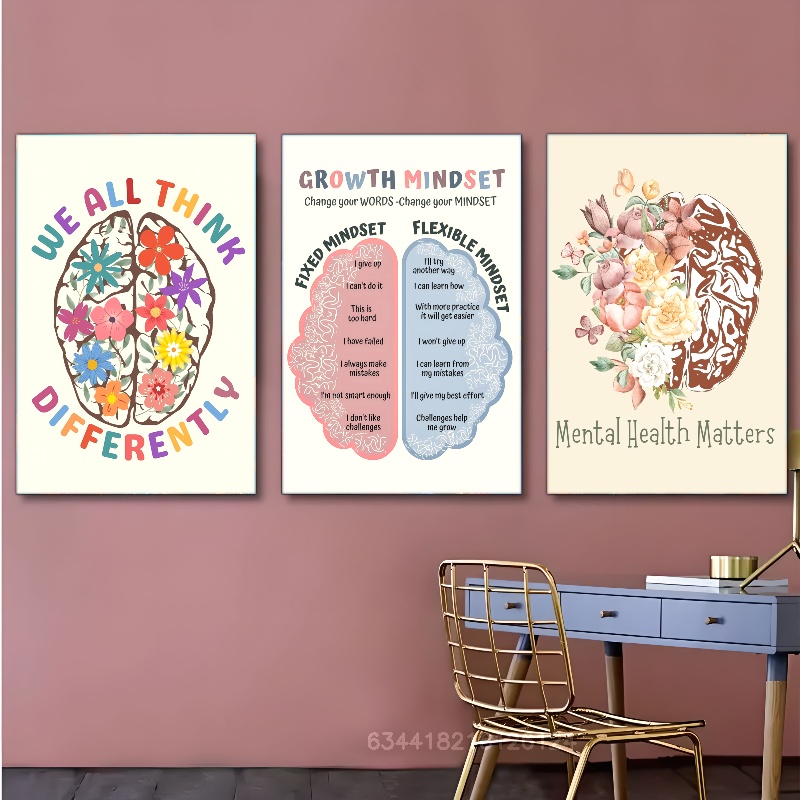 WE ALL THINK
DIFFERENTLY
GROWTH MINDSET
Change your WORDS -Change your MINDSET
FIXED MINDSET
I give up
I can't do it
This is
too hard
I have failed
I always make
mistakes
I'm not smart enough
I don't like
challenges
FLEXIBLE MINDSET
I'll try
another way
I can learn how
With more practice
it will get easier
I won't give up
I can learn from
my mistakes
I'll give my best effort
Challenges help
me grow
Mental Health Matters